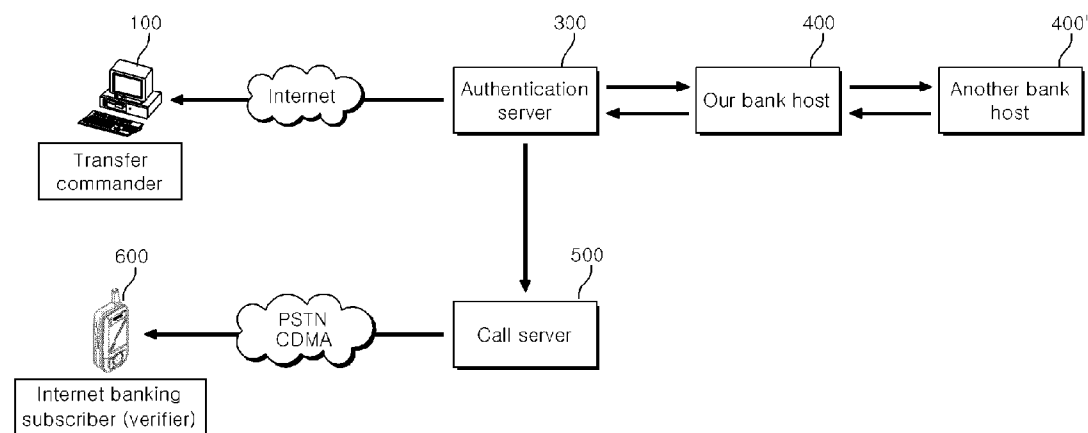 100
300
400
400'
Internet
Authentication
server
Our bank host
Another bank
host
Transfer
commander
600
500
PSTN
CDMA
Call server
Internet banking
subscriber (verifier)